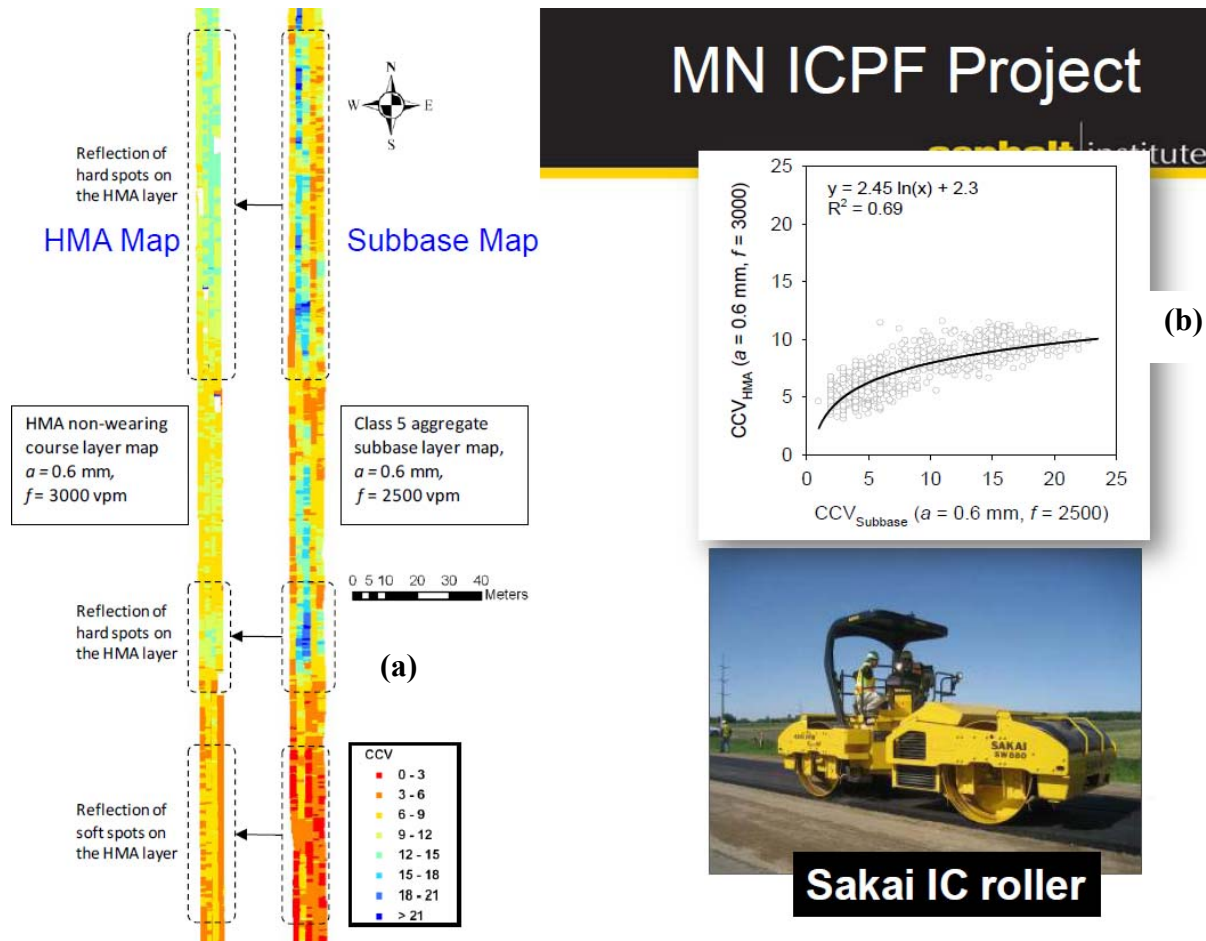 N
W
E
S
Reflection of
hard spots on
the HMA layer
HMA Map
Subbase Map
HMA non-wearing
course layer map
a = 0.6 mm,
f = 3000 vpm
Class 5 aggregate
subbase layer map,
a = 0.6 mm,
f = 2500 vpm
0 5 10 20 30 40
Meters
Reflection of
hard spots on
the HMA layer
(a)
Reflection of
soft spots on
the HMA layer
CCV
0 - 3
3 - 6
6 - 9
9 - 12
12 - 15
15 - 18
18 - 21
> 21
MN ICPF Project
asphalt institute
y = 2.45 ln(x) + 2.3
R² = 0.69
CCV_HMA (a = 0.6 mm, f = 3000)
25
20
15
10
5
0
0 5 10 15 20 25
CCV_Subbase (a = 0.6 mm, f = 2500)
(b)
SAKAI
SW880
Sakai IC roller